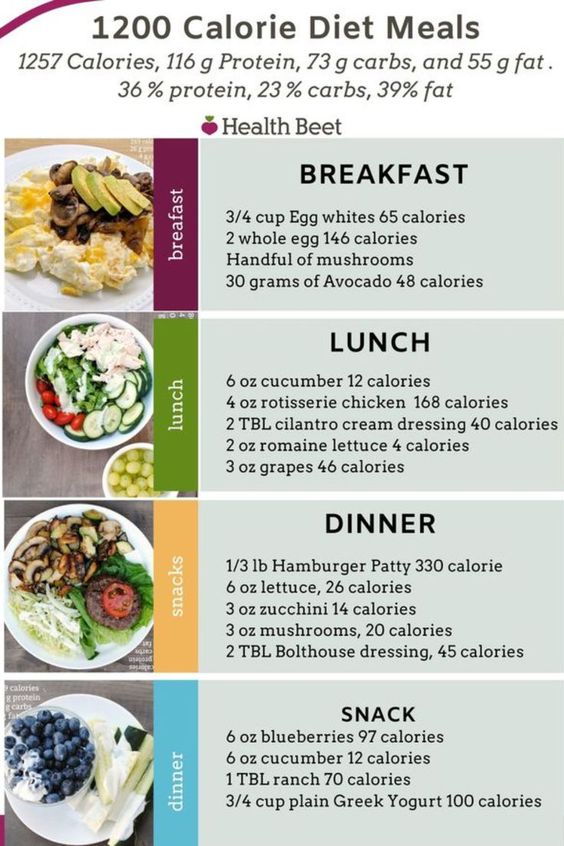 1200 Calorie Diet Meals
1257 Calories, 116 g Protein, 73 g carbs, and 55 g fat .
36 % protein, 23 % carbs, 39% fat
Health Beet
breafast
BREAKFAST
3/4 cup Egg whites 65 calories
2 whole egg 146 calories
Handful of mushrooms
30 grams of Avocado 48 calories
lunch
LUNCH
6 oz cucumber 12 calories
4 oz rotisserie chicken 168 calories
2 TBL cilantro cream dressing 40 calories
2 oz romaine lettuce 4 calories
3 oz grapes 46 calories
snacks
DINNER
1/3 lb Hamburger Patty 330 calorie
6 oz lettuce, 26 calories
3 oz zucchini 14 calories
3 oz mushrooms, 20 calories
2 TBL Bolthouse dressing, 45 calories
calories
g protein
g carbs
fat
dinner
SNACK
6 oz blueberries 97 calories
6 oz cucumber 12 calories
1 TBL ranch 70 calories
3/4 cup plain Greek Yogurt 100 calories